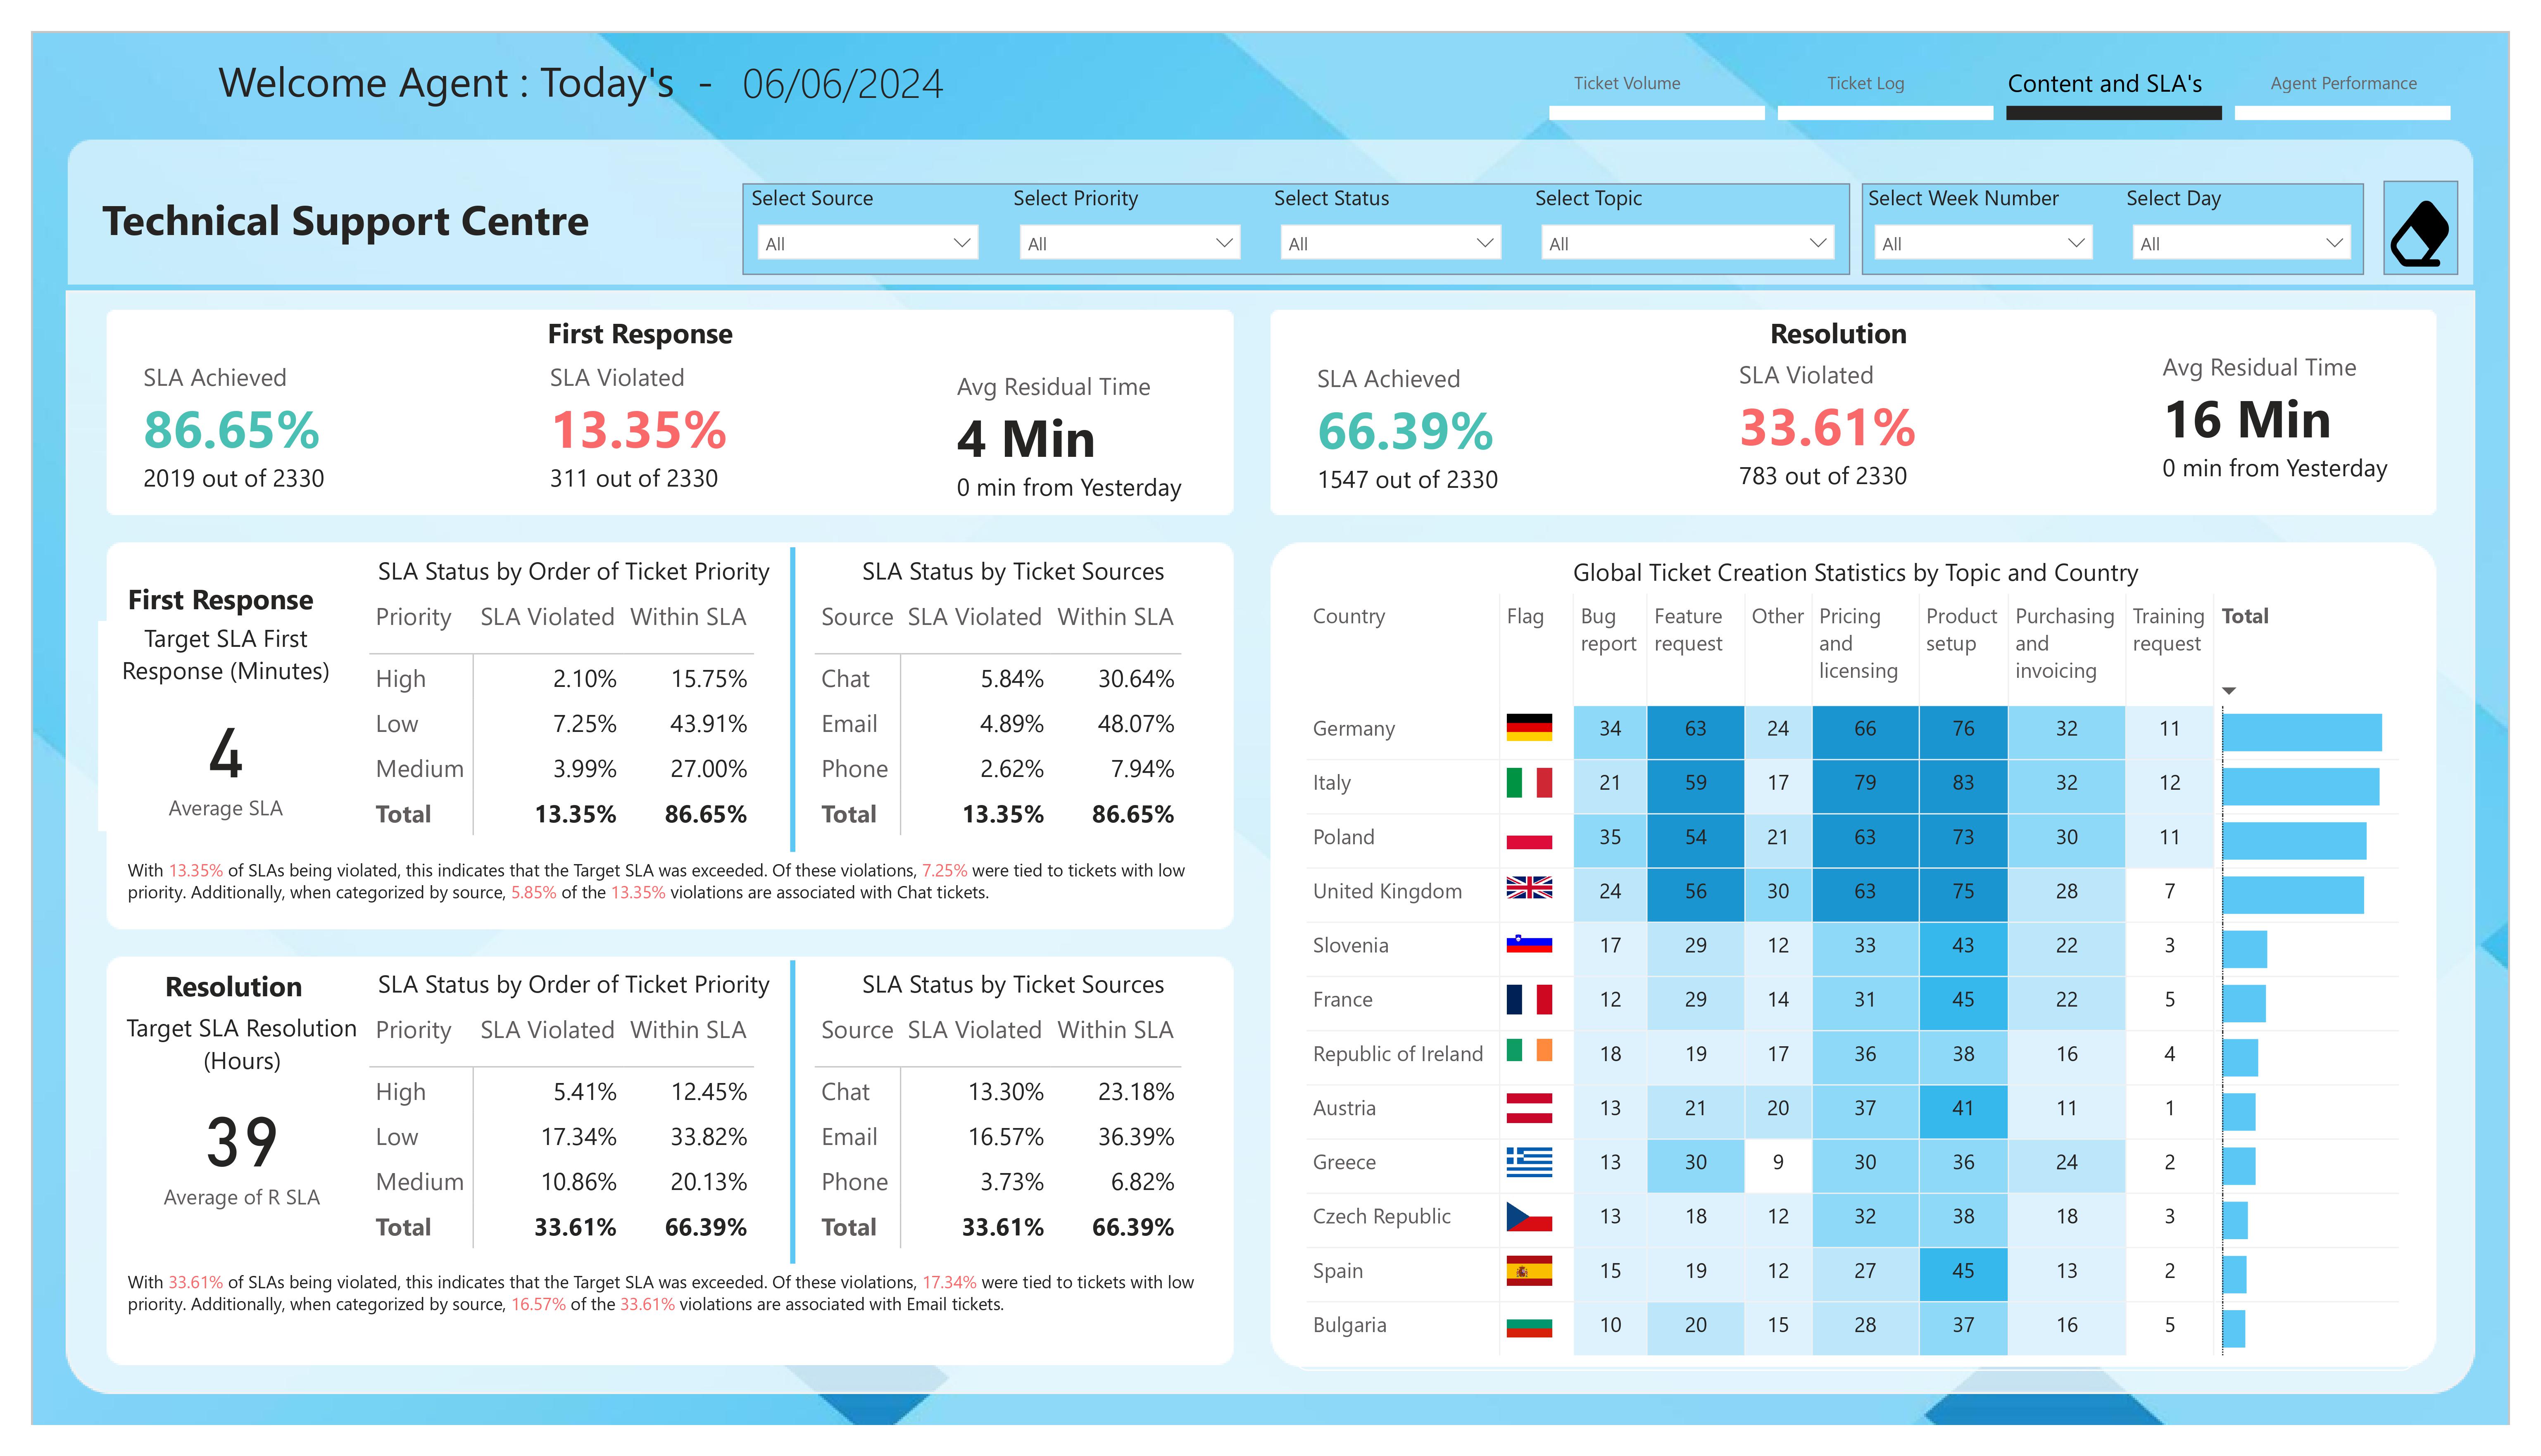 Welcome Agent : Today's - 06/06/2024
Ticket Volume
Ticket Log
Content and SLA's
Agent Performance
Technical Support Centre
Select Source
All
Select Priority
All
Select Status
All
Select Topic
All
Select Week Number
All
Select Day
All
First Response
SLA Achieved
86.65%
2019 out of 2330
SLA Violated
13.35%
311 out of 2330
Avg Residual Time
4 Min
0 min from Yesterday
Resolution
SLA Achieved
66.39%
1547 out of 2330
SLA Violated
33.61%
783 out of 2330
Avg Residual Time
16 Min
0 min from Yesterday
First Response
Target SLA First
Response (Minutes)
4
Average SLA
SLA Status by Order of Ticket Priority
Priority SLA Violated Within SLA
High 2.10% 15.75%
Low 7.25% 43.91%
Medium 3.99% 27.00%
Total 13.35% 86.65%
SLA Status by Ticket Sources
Source SLA Violated Within SLA
Chat 5.84% 30.64%
Email 4.89% 48.07%
Phone 2.62% 7.94%
Total 13.35% 86.65%
With 13.35% of SLAs being violated, this indicates that the Target SLA was exceeded. Of these violations, 7.25% were tied to tickets with low
priority. Additionally, when categorized by source, 5.85% of the 13.35% violations are associated with Chat tickets.
Resolution
Target SLA Resolution
(Hours)
39
Average of R SLA
SLA Status by Order of Ticket Priority
Priority SLA Violated Within SLA
High 5.41% 12.45%
Low 17.34% 33.82%
Medium 10.86% 20.13%
Total 33.61% 66.39%
SLA Status by Ticket Sources
Source SLA Violated Within SLA
Chat 13.30% 23.18%
Email 16.57% 36.39%
Phone 3.73% 6.82%
Total 33.61% 66.39%
With 33.61% of SLAs being violated, this indicates that the Target SLA was exceeded. Of these violations, 17.34% were tied to tickets with low
priority. Additionally, when categorized by source, 16.57% of the 33.61% violations are associated with Email tickets.
Global Ticket Creation Statistics by Topic and Country
Country Flag Bug report Feature request Other Pricing and licensing Product setup Purchasing and invoicing Training request Total
Germany 34 63 24 66 76 32 11
Italy 21 59 17 79 83 32 12
Poland 35 54 21 63 73 30 11
United Kingdom 24 56 30 63 75 28 7
Slovenia 17 29 12 33 43 22 3
France 12 29 14 31 45 22 5
Republic of Ireland 18 19 17 36 38 16 4
Austria 13 21 20 37 41 11 1
Greece 13 30 9 30 36 24 2
Czech Republic 13 18 12 32 38 18 3
Spain 15 19 12 27 45 13 2
Bulgaria 10 20 15 28 37 16 5